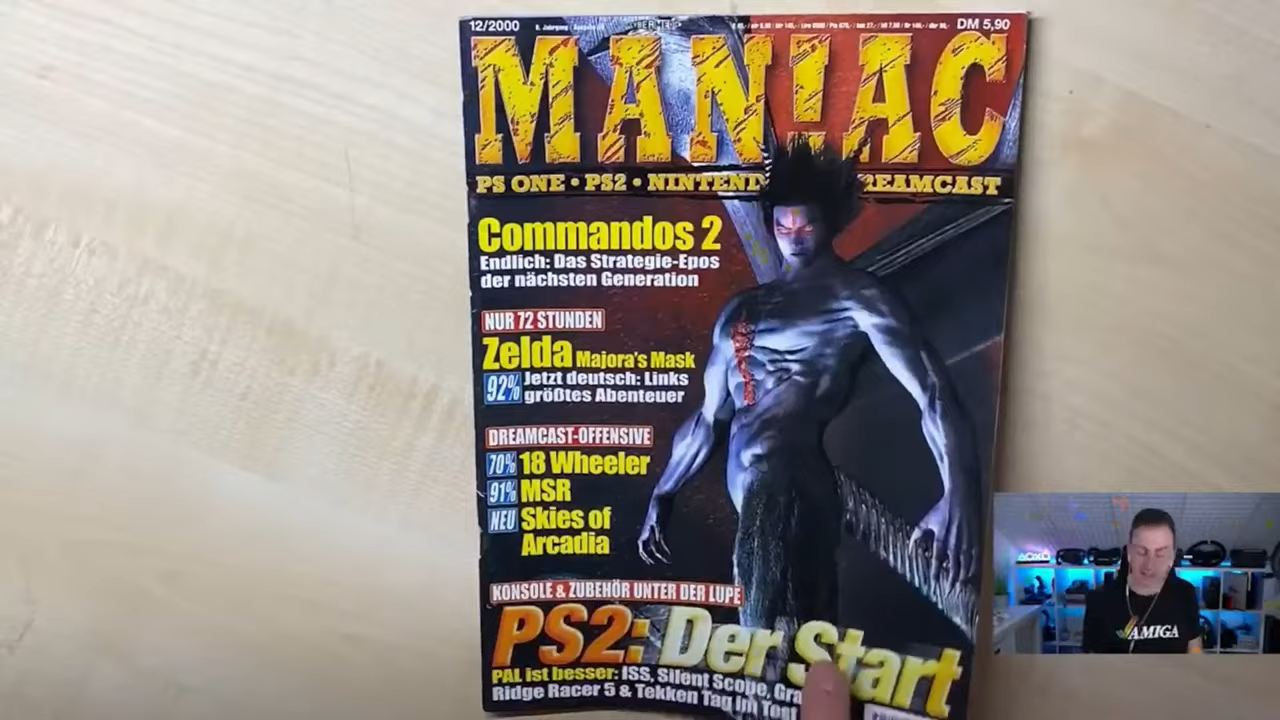 12/2000
DM 5,90
MAN!AC
PS ONE • PS2 • NINTEND REAMCAST
Commandos 2
Endlich: Das Strategie-Epos
der nächsten Generation
NUR 72 STUNDEN
Zelda Majora's Mask
92% Jetzt deutsch: Links
größtes Abenteuer
DREAMCAST-OFFENSIVE
70% 18 Wheeler
91% MSR
NEU Skies of
Arcadia
KONSOLE & ZUBEHÖR UNTER DER LUPE
PS2: Der Start
PAL ist besser: ISS, Silent Scope, Gra
Ridge Racer 5 & Tekken Tag im Test
AMIGA